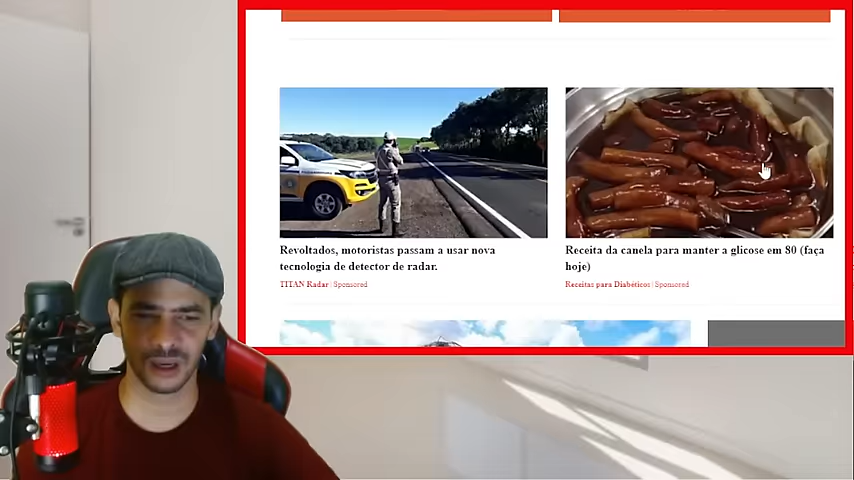 Revoltados, motoristas passam a usar nova
tecnologia de detector de radar.
TITAN Radar | Sponsored
Receita da canela para manter a glicose em 80 (faça
hoje)
Receitas para Diabéticos | Sponsored